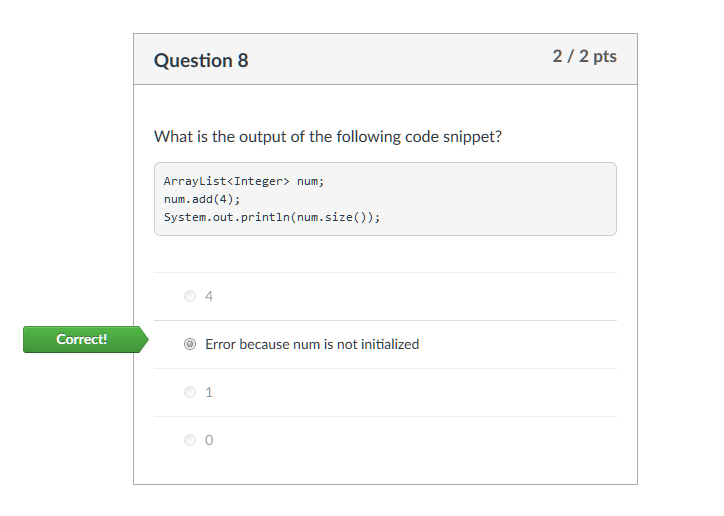 Question 8
2 / 2 pts
What is the output of the following code snippet?
ArrayList<Integer> num;
num.add(4);
System.out.println(num.size());
4
Correct!
Error because num is not initialized
1
0